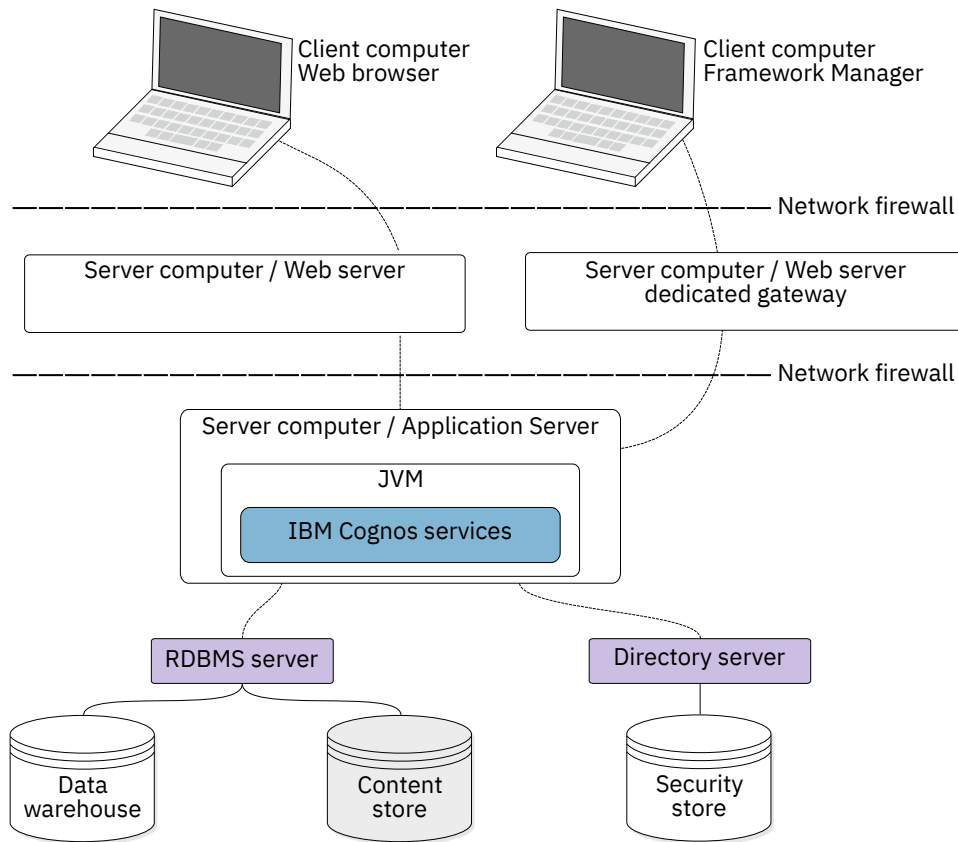 Client computer
Web browser
Client computer
Framework Manager
Network firewall
Server computer / Web server
Server computer / Web server
dedicated gateway
Network firewall
Server computer / Application Server
JVM
IBM Cognos services
RDBMS server
Directory server
Data
warehouse
Content
store
Security
store